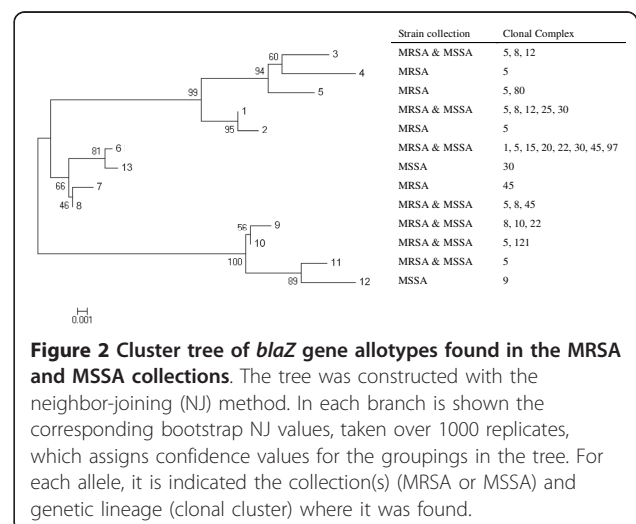 Strain collection Clonal Complex
60 3 MRSA & MSSA 5, 8, 12
94 4 MRSA 5
99 5 MRSA 5, 80
1 MRSA & MSSA 5, 8, 12, 25, 30
95 2 MRSA 5
81 6 MRSA & MSSA 1, 5, 15, 20, 22, 30, 45, 97
13 MSSA 30
66 7 MRSA 45
46 8 MRSA & MSSA 5, 8, 45
56 9 MRSA & MSSA 8, 10, 22
10 MRSA & MSSA 5, 121
100 11 MRSA & MSSA 5
89 12 MSSA 9
0.001
Figure 2 Cluster tree of blaZ gene allotypes found in the MRSA
and MSSA collections. The tree was constructed with the
neighbor-joining (NJ) method. In each branch is shown the
corresponding bootstrap NJ values, taken over 1000 replicates,
which assigns confidence values for the groupings in the tree. For
each allele, it is indicated the collection(s) (MRSA or MSSA) and
genetic lineage (clonal cluster) where it was found.